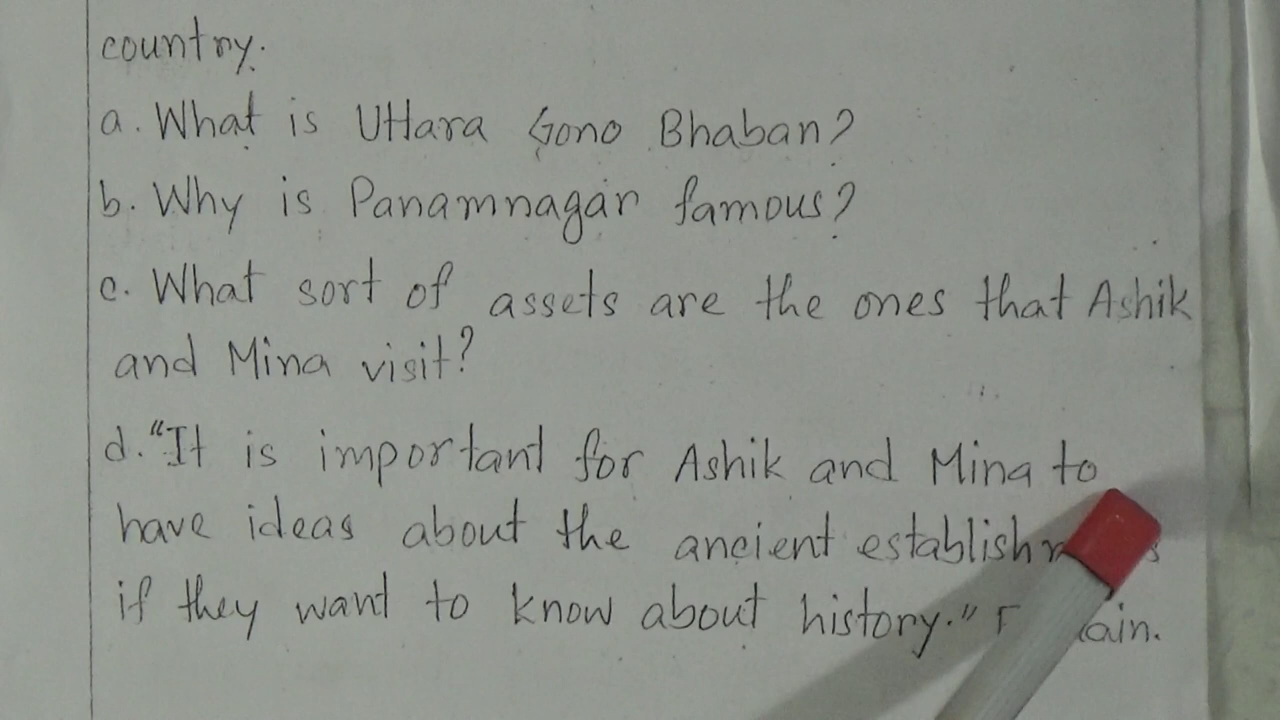 country.
a. What is Uttara Gono Bhaban?
b. Why is Panamnagar famous?
c. What sort of assets are the ones that Ashik
and Mina visit?
d. "It is important for Ashik and Mina to
have ideas about the ancient
if they want to know about history."